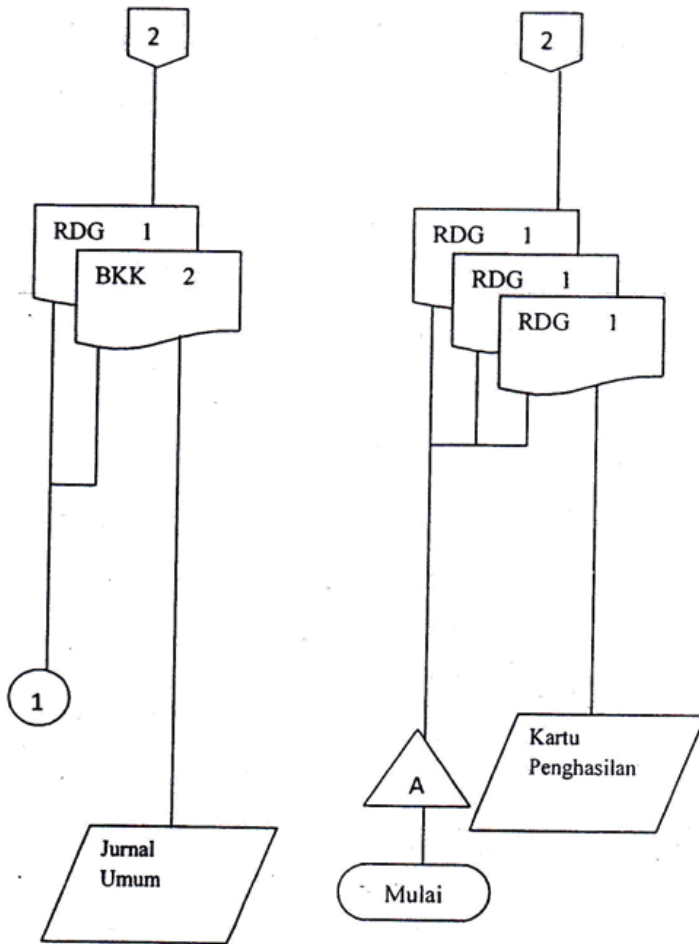 2
RDG 1
BKK 2
1
Jurnal
Umum
2
RDG 1
RDG 1
RDG 1
A
Mulai
Kartu
Penghasilan